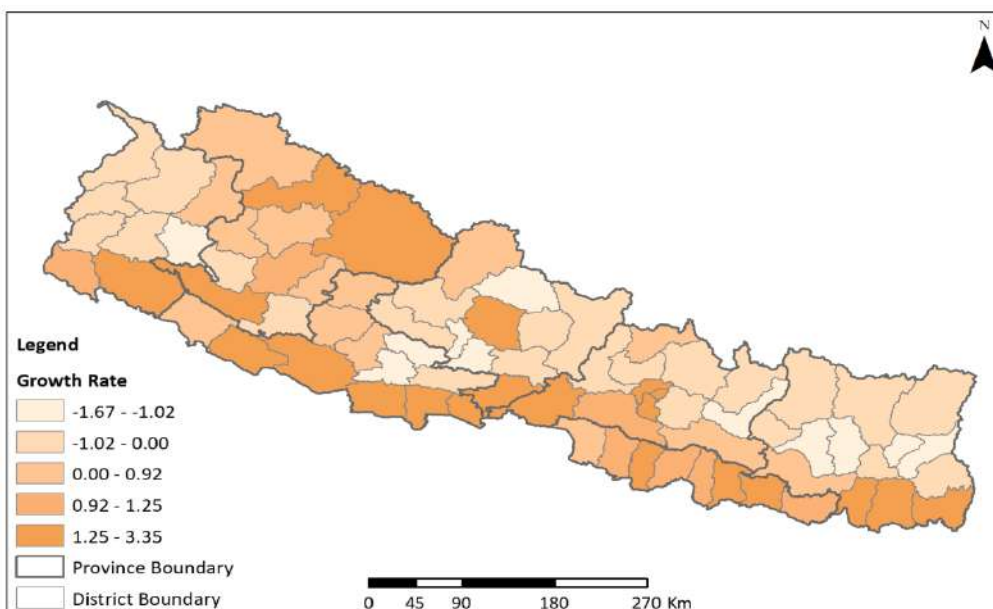 N
Legend
Growth Rate
-1.67 - -1.02
-1.02 - 0.00
0.00 - 0.92
0.92 - 1.25
1.25 - 3.35
Province Boundary
District Boundary
0 45 90 180 270 Km